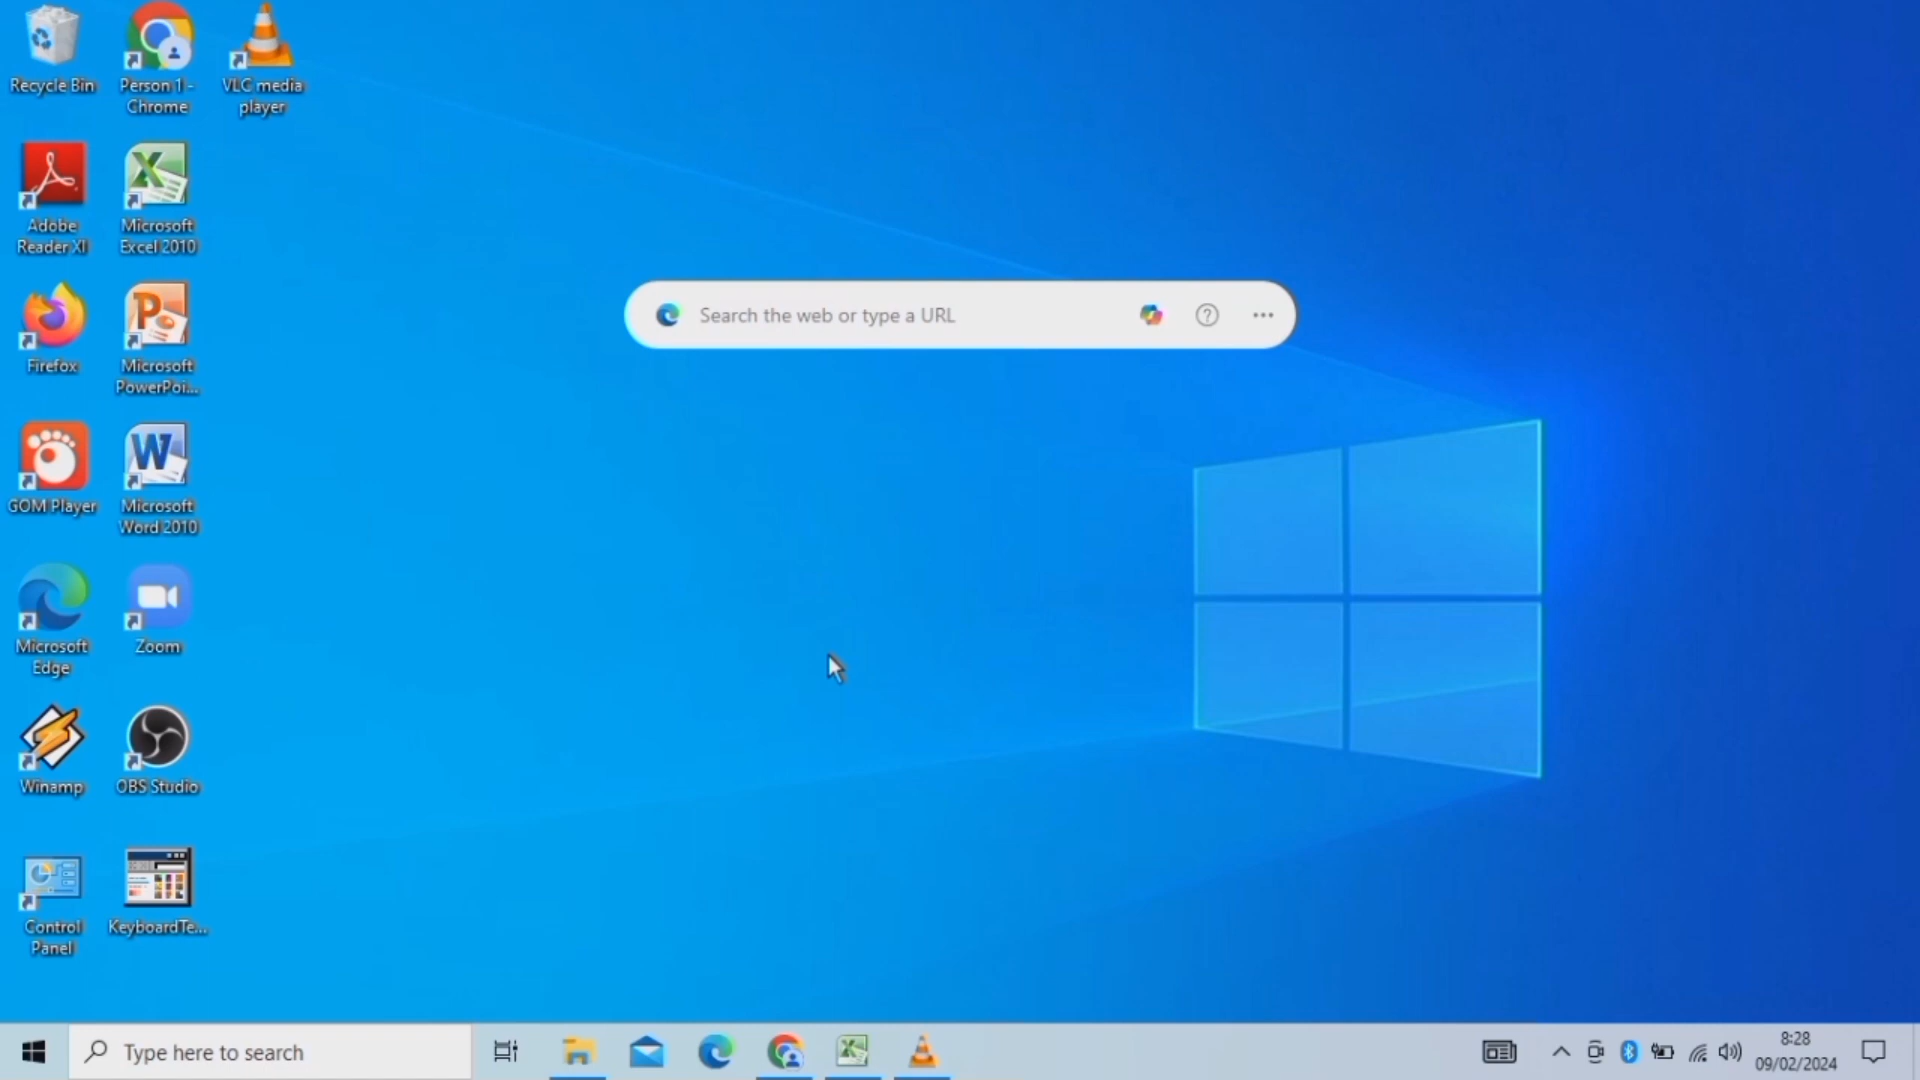 Recycle Bin
Person 1 -
Chrome
VLC media
player
Adobe
Reader XI
Microsoft
Excel 2010
Firefox
Microsoft
PowerPoi...
GOM Player
Microsoft
Word 2010
Microsoft
Edge
Zoom
Winamp
OBS Studio
Control
Panel
KeyboardTe...
Search the web or type a URL
Type here to search
8:28
09/02/2024